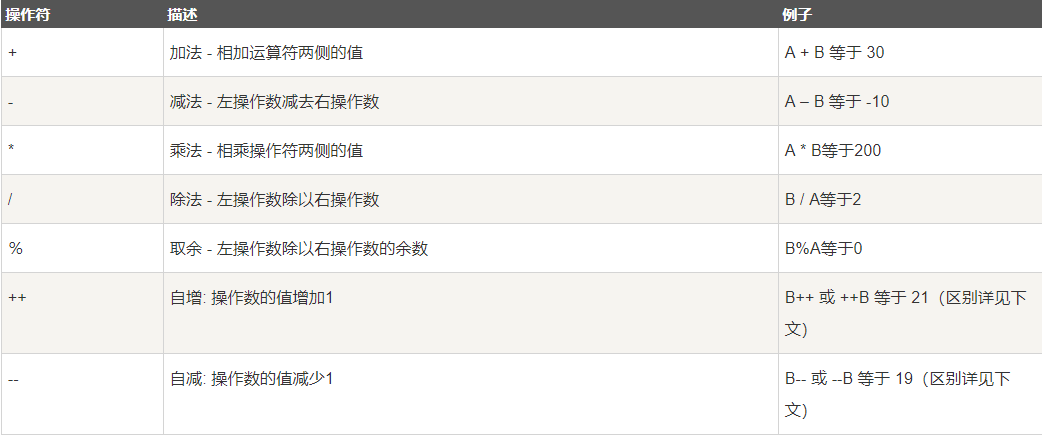 操作符 描述 例子
+ 加法 - 相加运算符两侧的值 A + B 等于 30
- 减法 - 左操作数减去右操作数 A – B 等于 -10
* 乘法 - 相乘操作符两侧的值 A * B等于200
/ 除法 - 左操作数除以右操作数 B / A等于2
% 取余 - 左操作数除以右操作数的余数 B%A等于0
++ 自增: 操作数的值增加1 B++ 或 ++B 等于 21（区别详见下
文）
-- 自减: 操作数的值减少1 B-- 或 --B 等于 19（区别详见下
文）